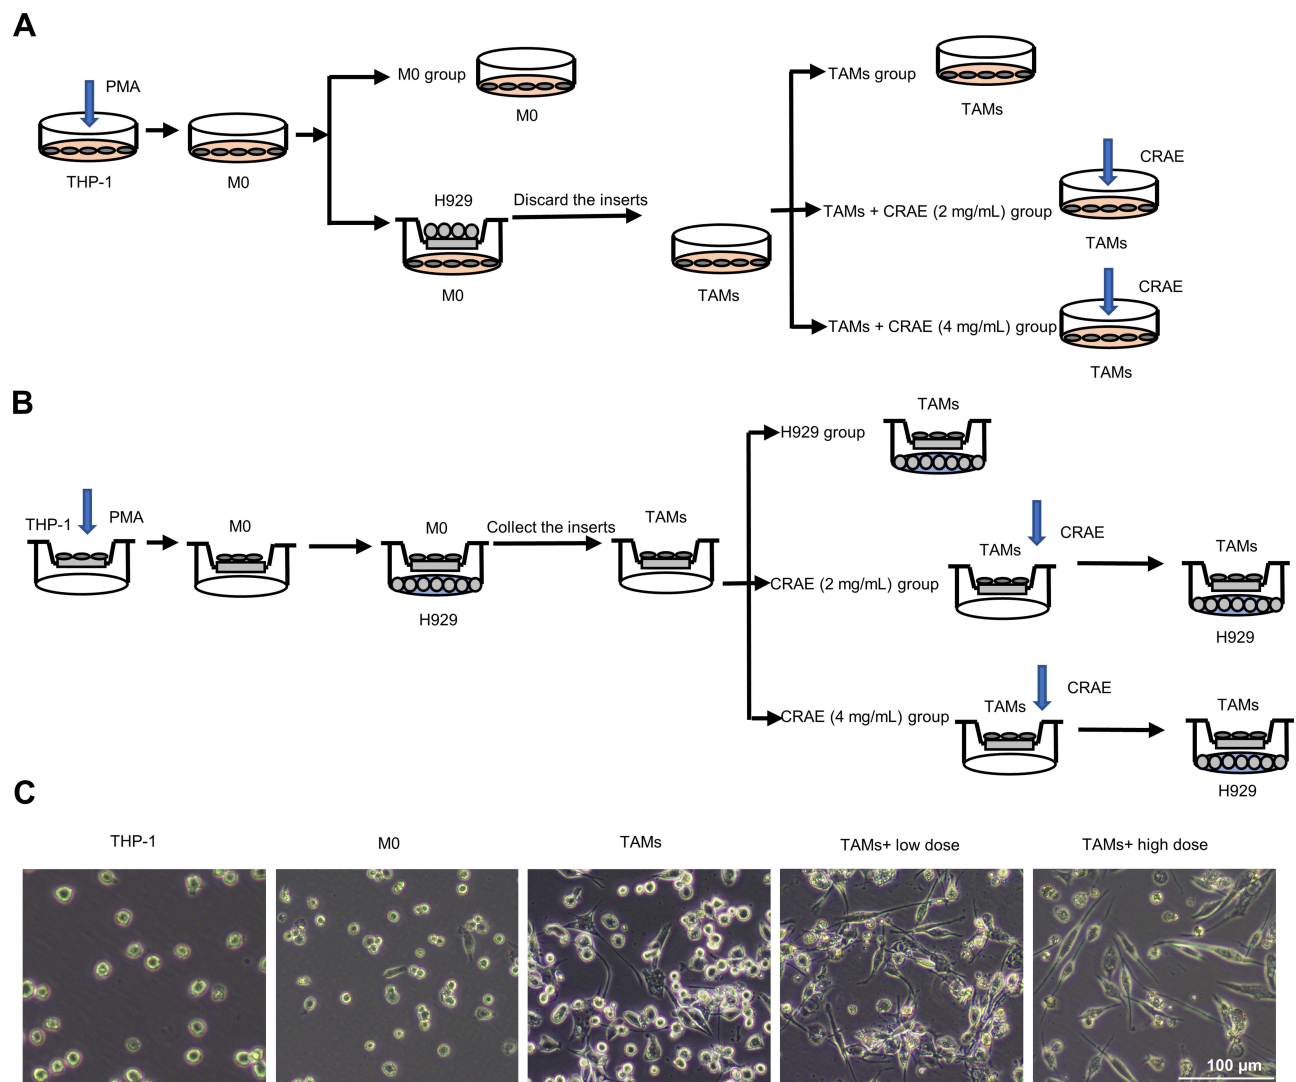 A
PMA
THP-1
M0
M0 group
M0
H929
M0
Discard the inserts
TAMs
TAMs group
TAMs
CRAE
TAMs + CRAE (2 mg/mL) group
TAMs
CRAE
TAMs + CRAE (4 mg/mL) group
TAMs
B
THP-1
PMA
M0
M0
H929
Collect the inserts
TAMs
H929 group
TAMs
CRAE (2 mg/mL) group
TAMs
CRAE
TAMs
H929
CRAE (4 mg/mL) group
TAMs
CRAE
TAMs
H929
C
THP-1
M0
TAMs
TAMs+ low dose
TAMs+ high dose
100 μm